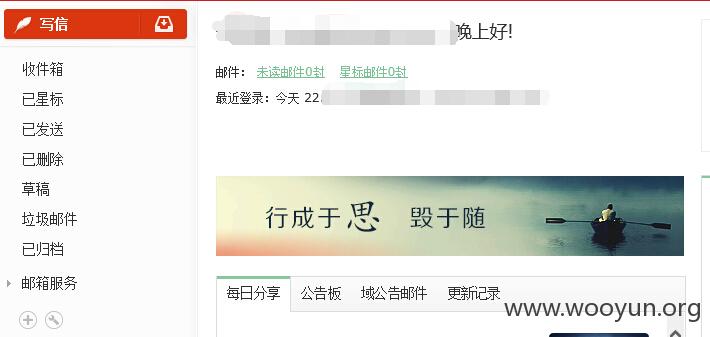 写信
收件箱
已星标
已发送
已删除
草稿
垃圾邮件
已归档
邮箱服务
晚上好!
邮件： 未读邮件0封 星标邮件0封
最近登录：今天 22
行成于思 毁于随
每日分享 公告板 域公告邮件 更新记录
www.wooyun.org